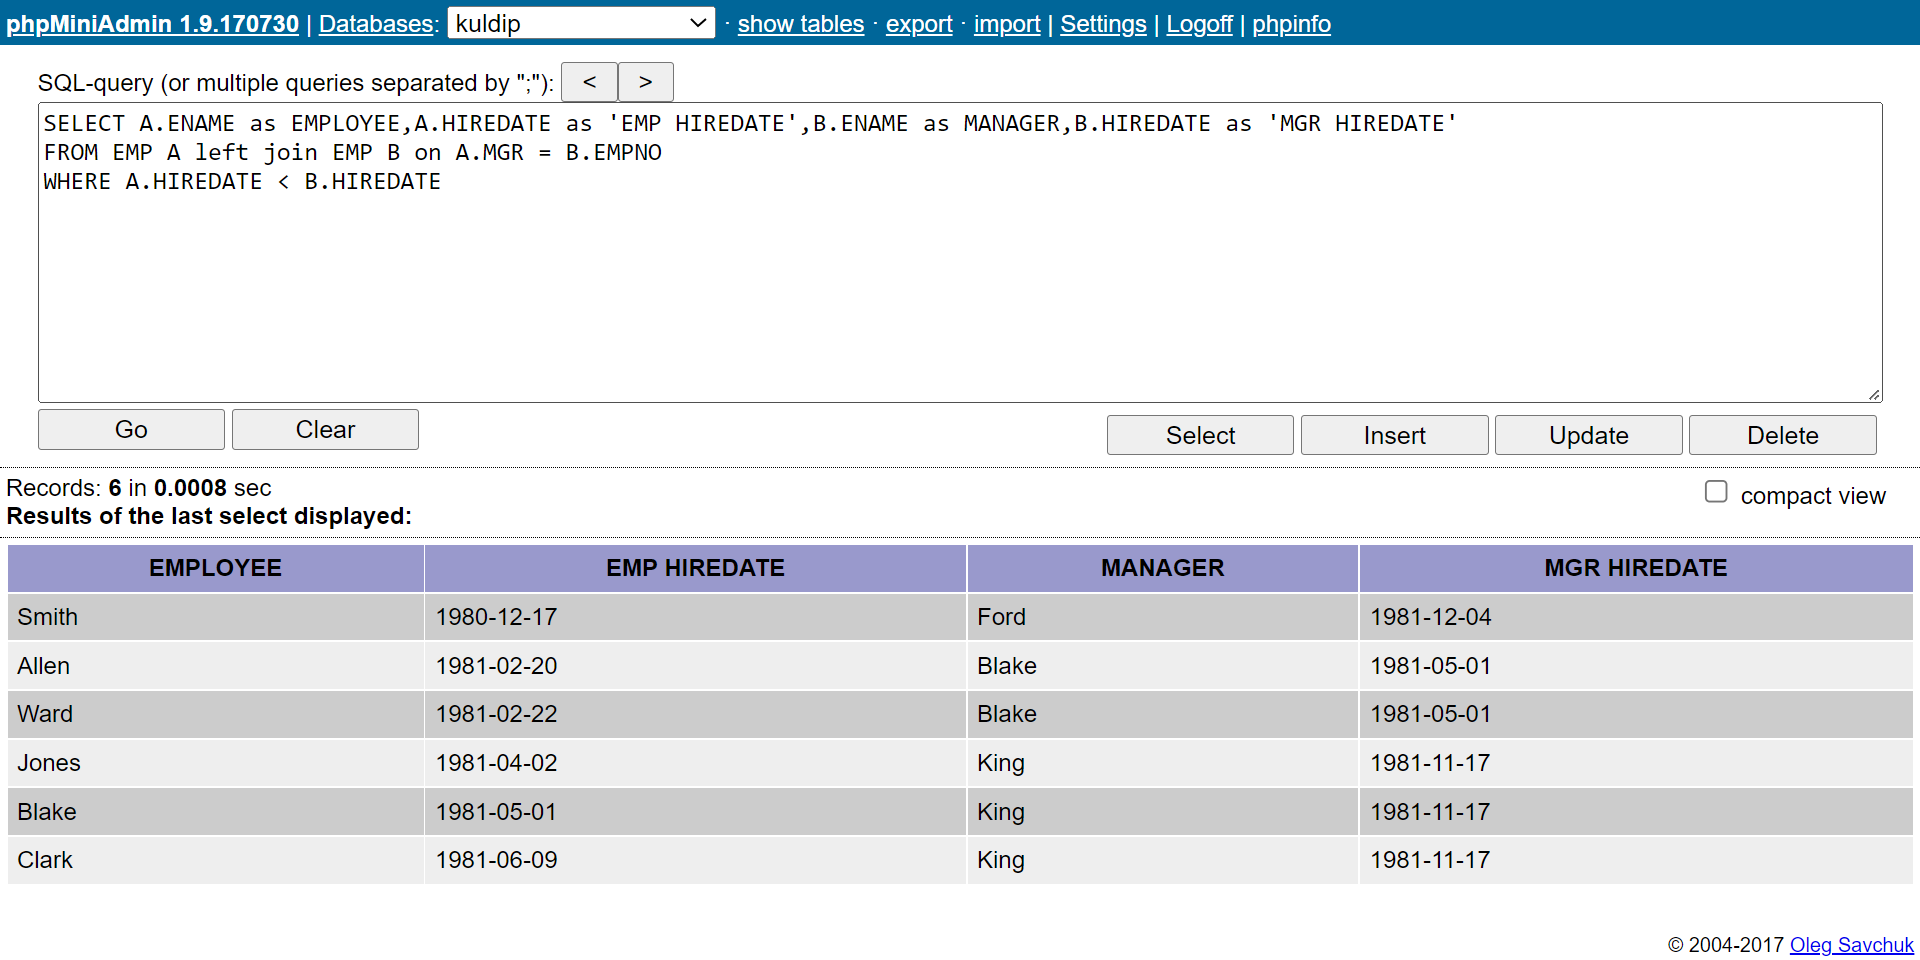 phpMiniAdmin 1.9.170730 | Databases: kuldip · show tables · export · import | Settings | Logoff | phpinfo
SQL-query (or multiple queries separated by ";"): < >
SELECT A.ENAME as EMPLOYEE,A.HIREDATE as 'EMP HIREDATE',B.ENAME as MANAGER,B.HIREDATE as 'MGR HIREDATE'
FROM EMP A left join EMP B on A.MGR = B.EMPNO
WHERE A.HIREDATE < B.HIREDATE
Go Clear Select Insert Update Delete
Records: 6 in 0.0008 sec compact view
Results of the last select displayed:
EMPLOYEE EMP HIREDATE MANAGER MGR HIREDATE
Smith 1980-12-17 Ford 1981-12-04
Allen 1981-02-20 Blake 1981-05-01
Ward 1981-02-22 Blake 1981-05-01
Jones 1981-04-02 King 1981-11-17
Blake 1981-05-01 King 1981-11-17
Clark 1981-06-09 King 1981-11-17
© 2004-2017 Oleg Savchuk